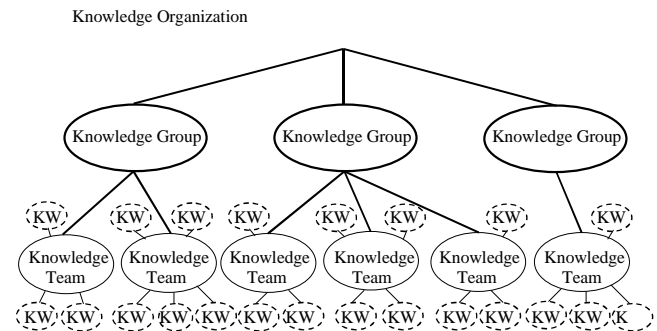 Knowledge Organization
Knowledge Group Knowledge Group Knowledge Group
KW KW KW KW KW KW KW KW
Knowledge Knowledge Knowledge Knowledge Knowledge Knowledge
Team Team Team Team Team Team
KW KW KW KW KW KW KW KW KW KW KW KW KW K